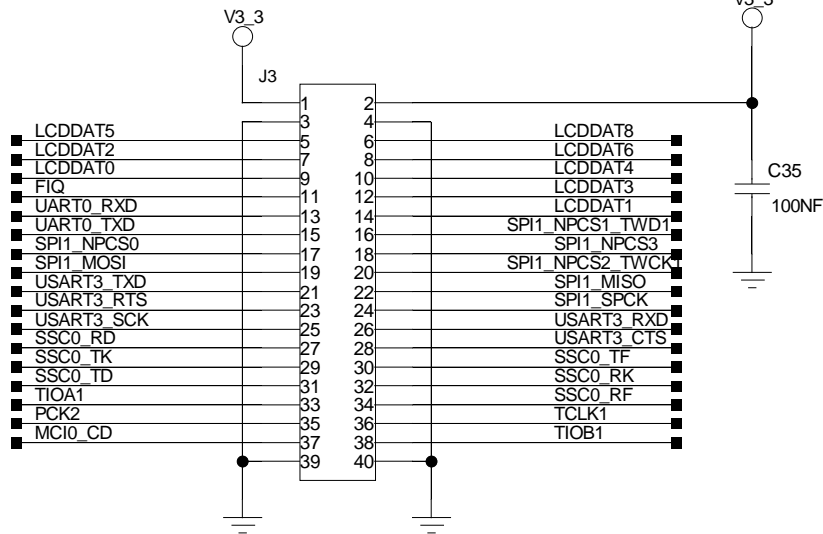 V3_3
V3_3
J3
1 2
3 4
LCDDAT5 5 6 LCDDAT8
LCDDAT2 7 8 LCDDAT6
LCDDAT0 9 10 LCDDAT4
FIQ 11 12 LCDDAT3
UART0_RXD 13 14 LCDDAT1
UART0_TXD 15 16 SPI1_NPCS1_TWD1
SPI1_NPCS0 17 18 SPI1_NPCS3
SPI1_MOSI 19 20 SPI1_NPCS2_TWCK1
USART3_TXD 21 22 SPI1_MISO
USART3_RTS 23 24 SPI1_SPCK
USART3_SCK 25 26 USART3_RXD
SSC0_RD 27 28 USART3_CTS
SSC0_TK 29 30 SSC0_TF
SSC0_TD 31 32 SSC0_RK
TIOA1 33 34 SSC0_RF
PCK2 35 36 TCLK1
MCI0_CD 37 38 TIOB1
39 40
C35
100NF